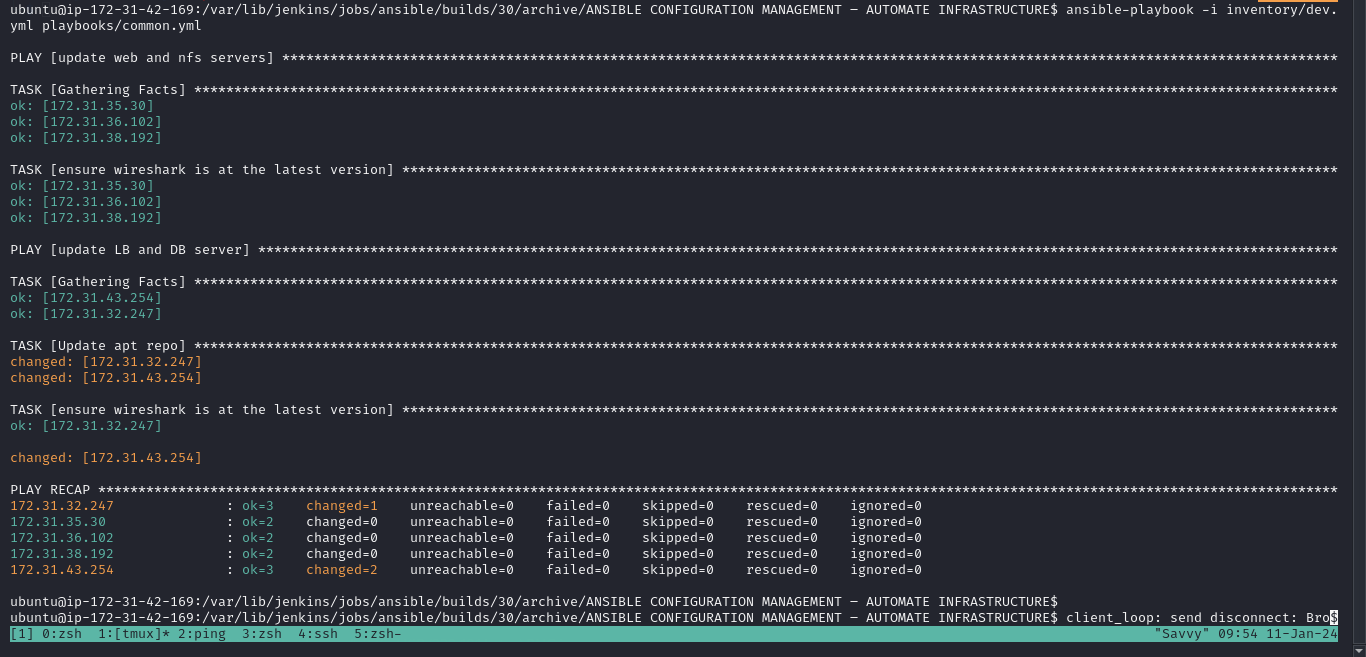 ubuntu@ip-172-31-42-169:/var/lib/jenkins/jobs/ansible/builds/30/archive/ANSIBLE CONFIGURATION MANAGEMENT – AUTOMATE INFRASTRUCTURE$ ansible-playbook -i inventory/dev.
yml playbooks/common.yml
PLAY [update web and nfs servers] ************************************************************************************************************************************
TASK [Gathering Facts] ***********************************************************************************************************************************************
ok: [172.31.35.30]
ok: [172.31.36.102]
ok: [172.31.38.192]
TASK [ensure wireshark is at the latest version] *********************************************************************************************************************
ok: [172.31.35.30]
ok: [172.31.36.102]
ok: [172.31.38.192]
PLAY [update LB and DB server] ***************************************************************************************************************************************
TASK [Gathering Facts] ***********************************************************************************************************************************************
ok: [172.31.43.254]
ok: [172.31.32.247]
TASK [Update apt repo] ***********************************************************************************************************************************************
changed: [172.31.32.247]
changed: [172.31.43.254]
TASK [ensure wireshark is at the latest version] *********************************************************************************************************************
ok: [172.31.32.247]
changed: [172.31.43.254]
PLAY RECAP ***********************************************************************************************************************************************************
172.31.32.247              : ok=3    changed=1    unreachable=0    failed=0    skipped=0    rescued=0    ignored=0
172.31.35.30               : ok=2    changed=0    unreachable=0    failed=0    skipped=0    rescued=0    ignored=0
172.31.36.102              : ok=2    changed=0    unreachable=0    failed=0    skipped=0    rescued=0    ignored=0
172.31.38.192              : ok=2    changed=0    unreachable=0    failed=0    skipped=0    rescued=0    ignored=0
172.31.43.254              : ok=3    changed=2    unreachable=0    failed=0    skipped=0    rescued=0    ignored=0
ubuntu@ip-172-31-42-169:/var/lib/jenkins/jobs/ansible/builds/30/archive/ANSIBLE CONFIGURATION MANAGEMENT – AUTOMATE INFRASTRUCTURE$
ubuntu@ip-172-31-42-169:/var/lib/jenkins/jobs/ansible/builds/30/archive/ANSIBLE CONFIGURATION MANAGEMENT – AUTOMATE INFRASTRUCTURE$ client_loop: send disconnect: Bro$
[1] 0:zsh  1:[tmux]* 2:ping  3:zsh  4:ssh  5:zsh-  "Savvy" 09:54 11-Jan-24